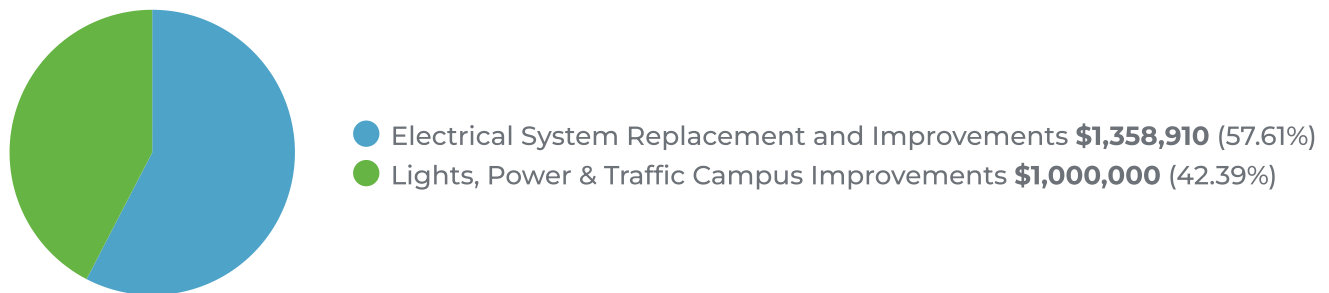 Electrical System Replacement and Improvements $1,358,910 (57.61%)
Lights, Power & Traffic Campus Improvements $1,000,000 (42.39%)